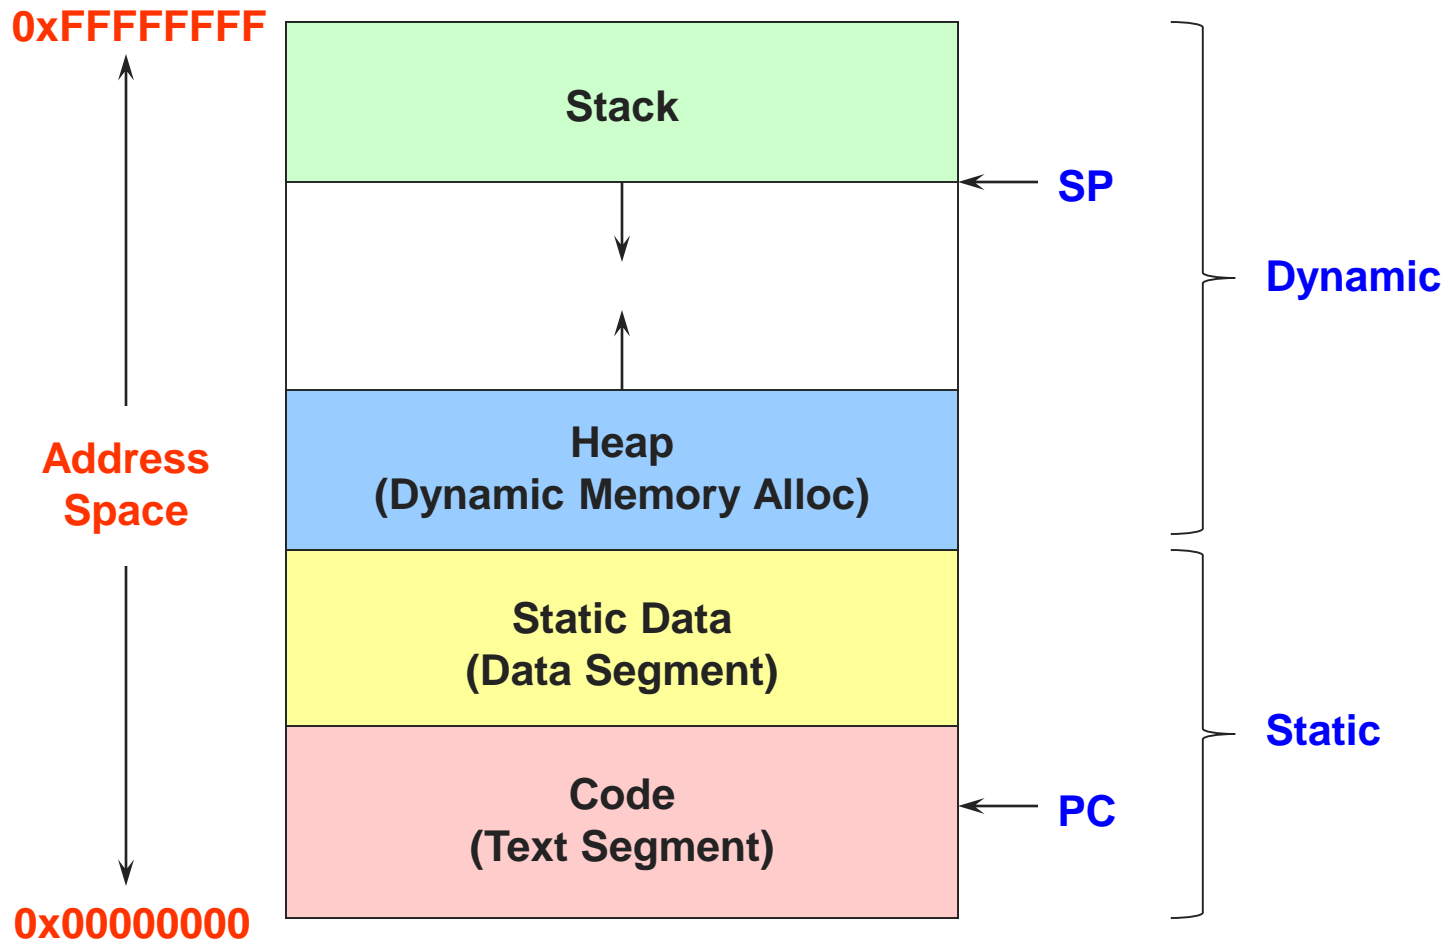 0xFFFFFFFF
Stack
SP
Dynamic
Heap
(Dynamic Memory Alloc)
Address
Space
Static Data
(Data Segment)
Static
Code
(Text Segment)
PC
0x00000000